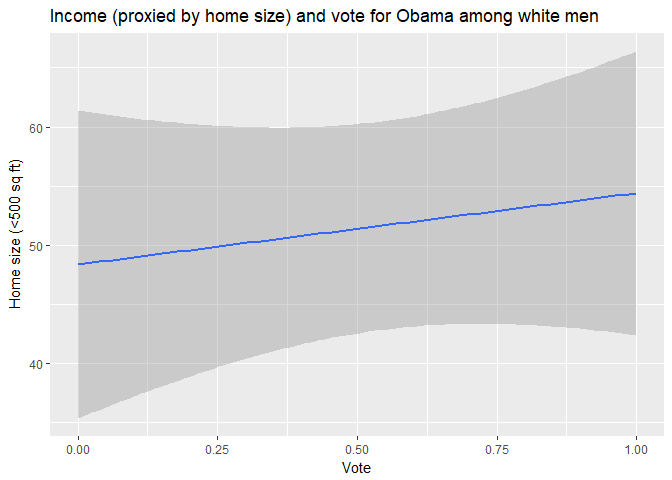 Income (proxied by home size) and vote for Obama among white men
Home size (<500 sq ft)
60
50
40
0.00 0.25 0.50 0.75 1.00
Vote